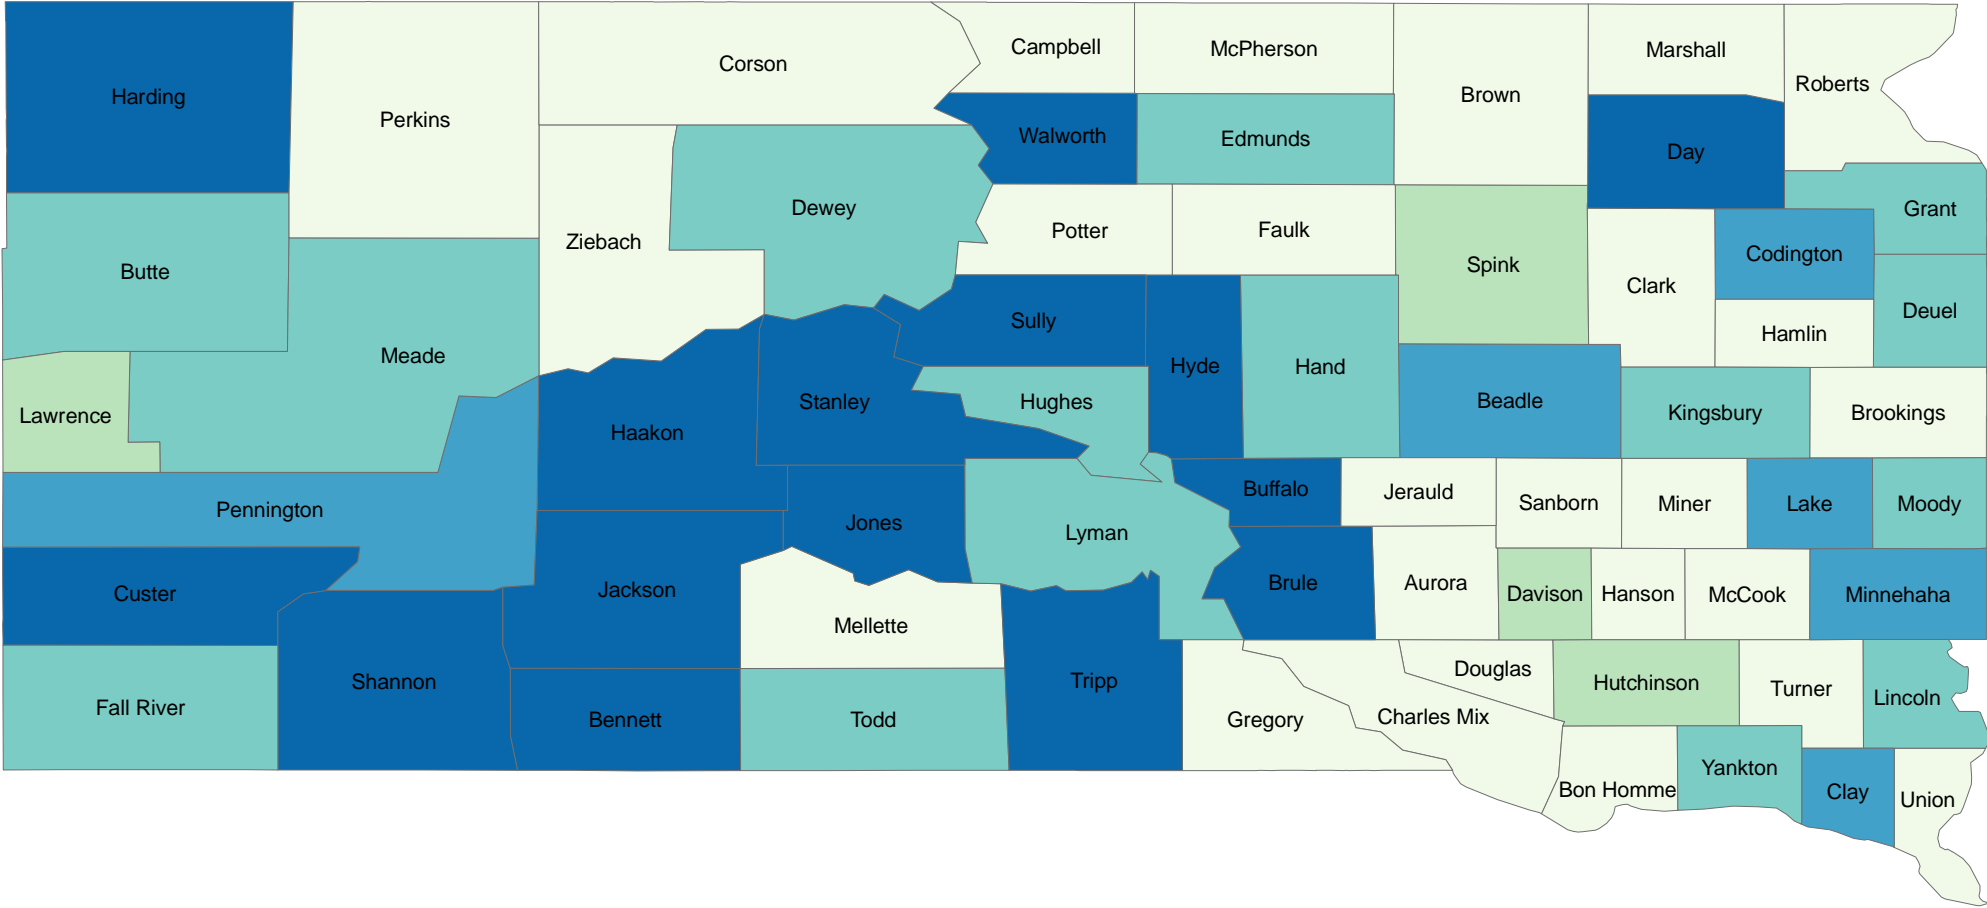 Harding
Perkins
Corson
Campbell
McPherson
Brown
Marshall
Roberts
Walworth
Edmunds
Day
Dewey
Ziebach
Potter
Faulk
Spink
Grant
Butte
Codington
Clark
Deuel
Hamlin
Meade
Sully
Hyde
Hand
Lawrence
Haakon
Stanley
Hughes
Beadle
Kingsbury
Brookings
Pennington
Jones
Lyman
Buffalo
Jerauld
Sanborn
Miner
Lake
Moody
Custer
Jackson
Mellette
Brule
Aurora
Davison
Hanson
McCook
Minnehaha
Fall River
Shannon
Bennett
Todd
Tripp
Gregory
Charles Mix
Douglas
Hutchinson
Turner
Lincoln
Bon Homme
Yankton
Clay
Union